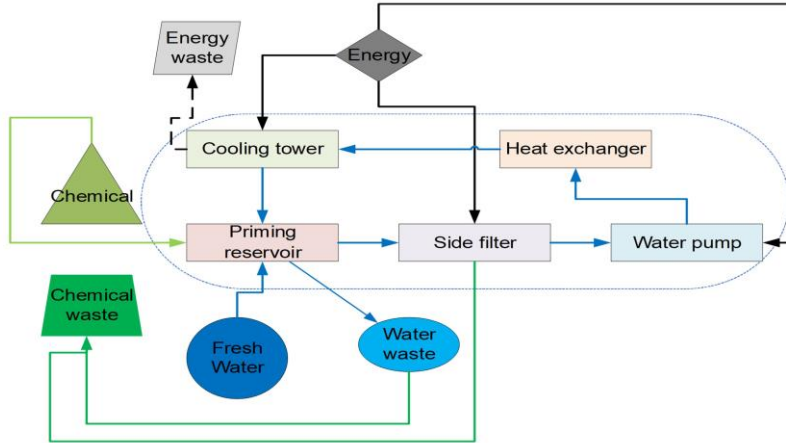 Energy
waste
Energy
Cooling tower
Heat exchanger
Chemical
Priming
reservoir
Side filter
Water pump
Chemical
waste
Fresh
Water
Water
waste